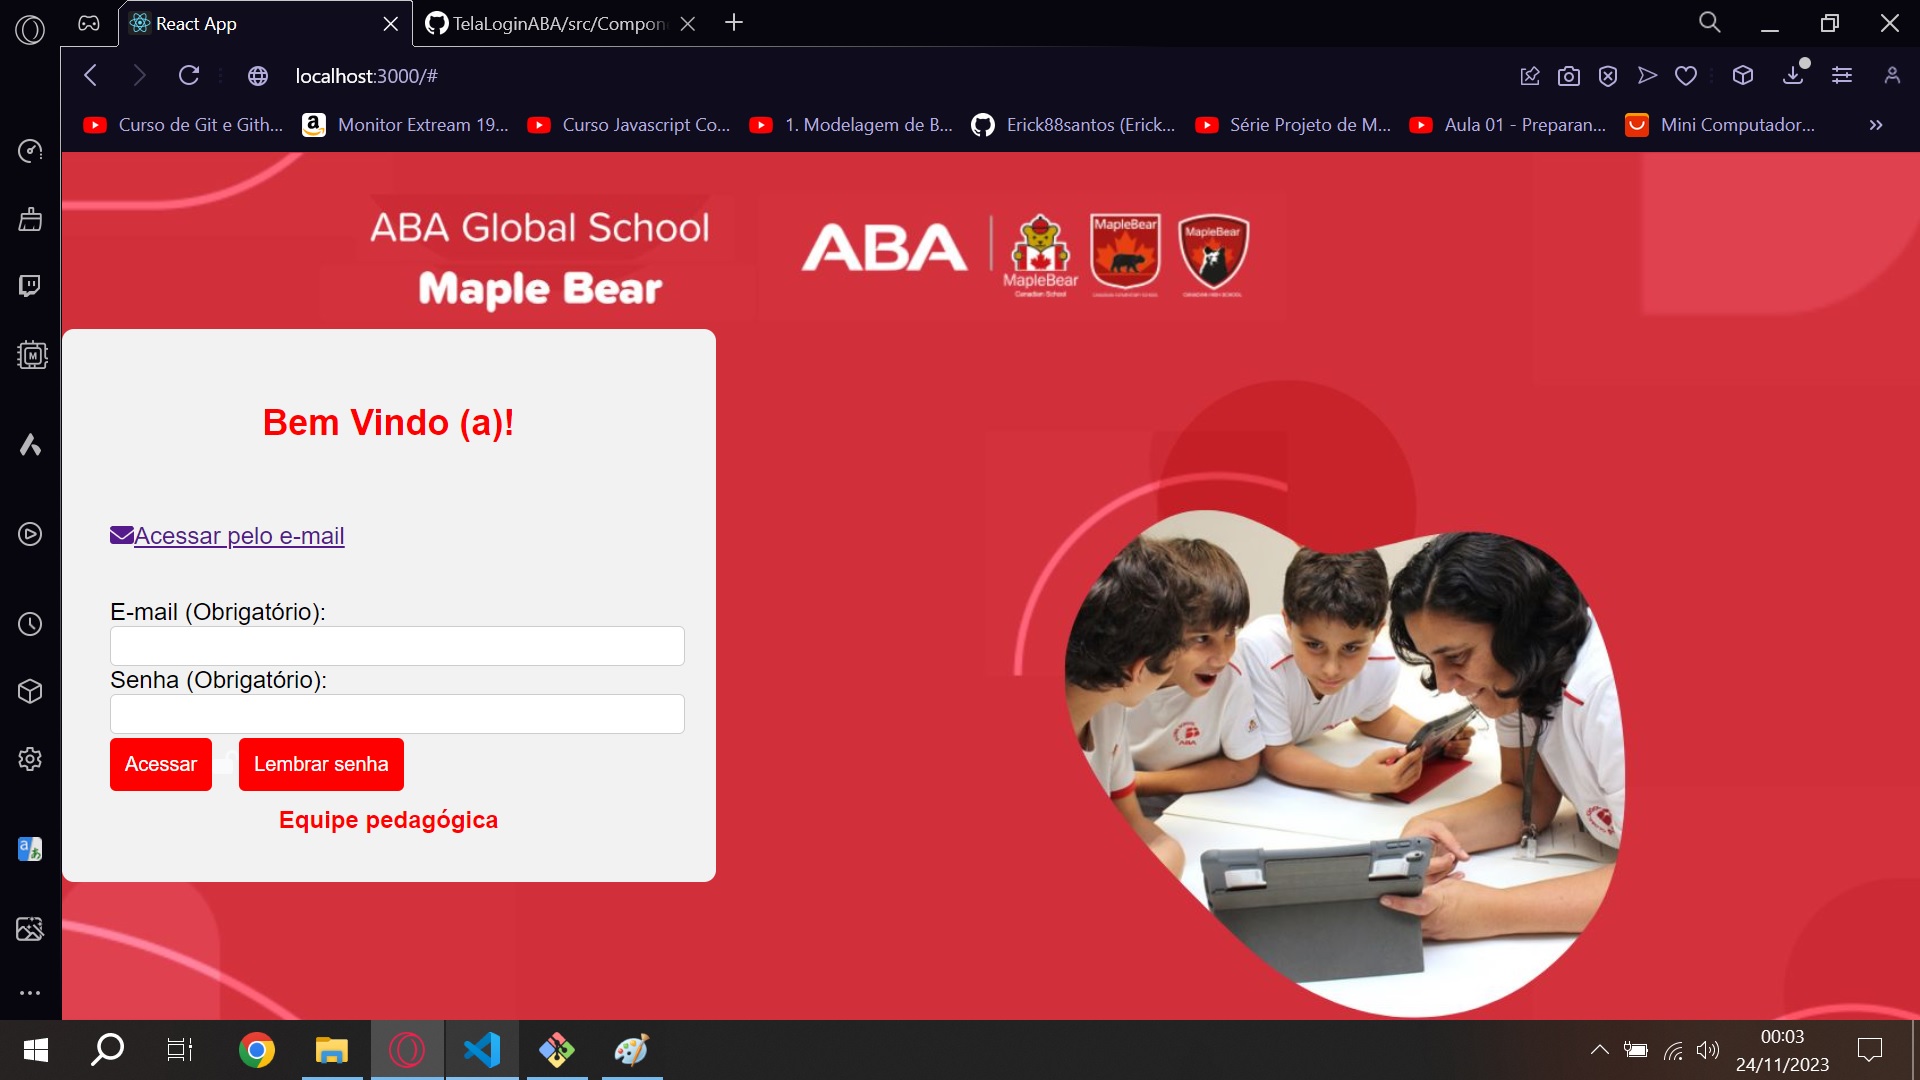 React App
TelaLoginABA/src/Compon
localhost:3000/#
Curso de Git e Gith...
Monitor Extream 19...
Curso Javascript Co...
1. Modelagem de B...
Erick88santos (Erick...
Série Projeto de M...
Aula 01 - Preparan...
Mini Computador...
ABA Global School
Maple Bear
ABA
MapleBear
Canadian School
MapleBear
MapleBear
Bem Vindo (a)!
Acessar pelo e-mail
E-mail (Obrigatório):
Senha (Obrigatório):
Acessar
Lembrar senha
Equipe pedagógica
ABA
00:03
24/11/2023